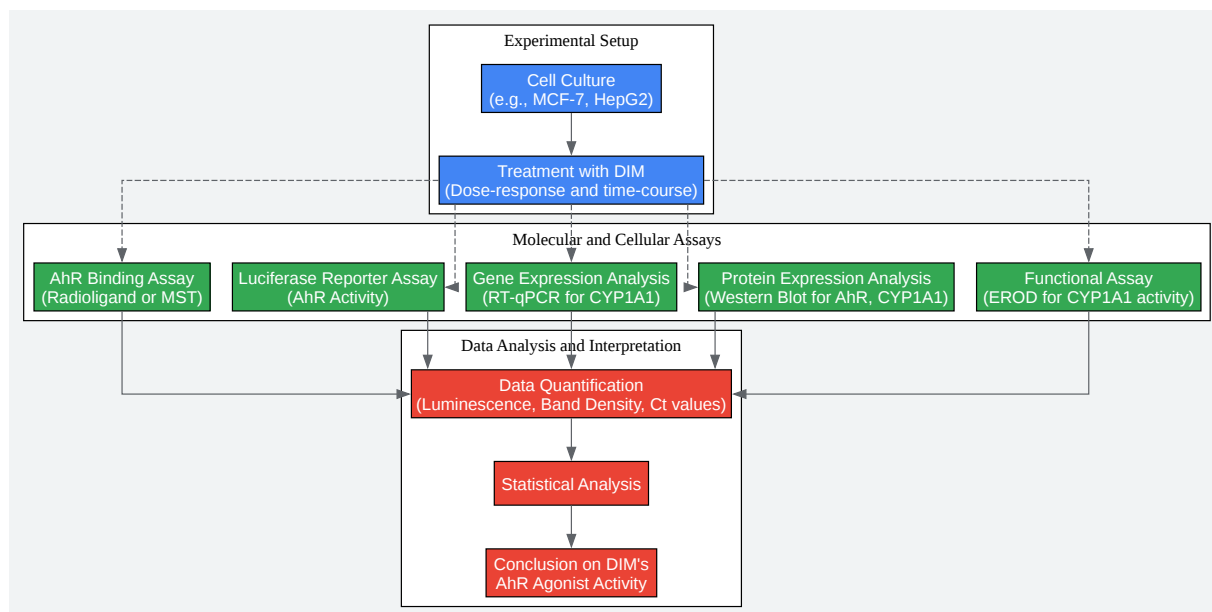 Experimental Setup
Cell Culture
(e.g., MCF-7, HepG2)
Treatment with DIM
(Dose-response and time-course)
Molecular and Cellular Assays
AhR Binding Assay
(Radioligand or MST)
Luciferase Reporter Assay
(AhR Activity)
Gene Expression Analysis
(RT-qPCR for CYP1A1)
Protein Expression Analysis
(Western Blot for AhR, CYP1A1)
Functional Assay
(EROD for CYP1A1 activity)
Data Analysis and Interpretation
Data Quantification
(Luminescence, Band Density, Ct values)
Statistical Analysis
Conclusion on DIM's
AhR Agonist Activity